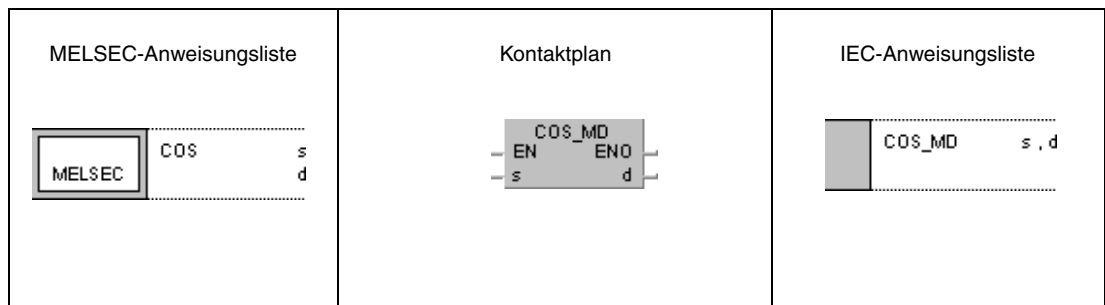 MELSEC-Anweisungsliste
MELSEC
COS s
d
Kontaktplan
COS_MD
EN ENO
s d
IEC-Anweisungsliste
COS_MD s , d